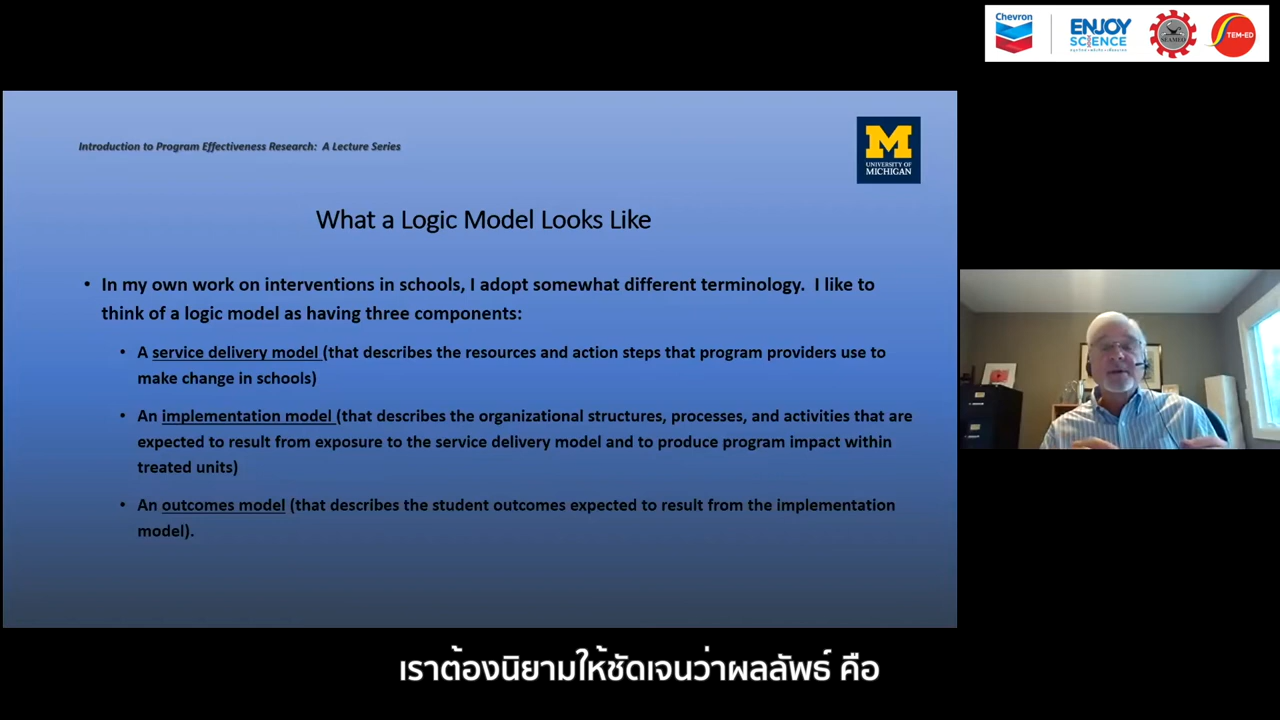 Chevron
ENJOY
SCIENCE
SEAMEO
STEM-ED
Introduction to Program Effectiveness Research: A Lecture Series
M
UNIVERSITY OF
MICHIGAN
What a Logic Model Looks Like
• In my own work on interventions in schools, I adopt somewhat different terminology. I like to
think of a logic model as having three components:
• A service delivery model (that describes the resources and action steps that program providers use to
make change in schools)
• An implementation model (that describes the organizational structures, processes, and activities that are
expected to result from exposure to the service delivery model and to produce program impact within
treated units)
• An outcomes model (that describes the student outcomes expected to result from the implementation
model).
เราต้องนิยามให้ชัดเจนว่าผลลัพธ์ คือ